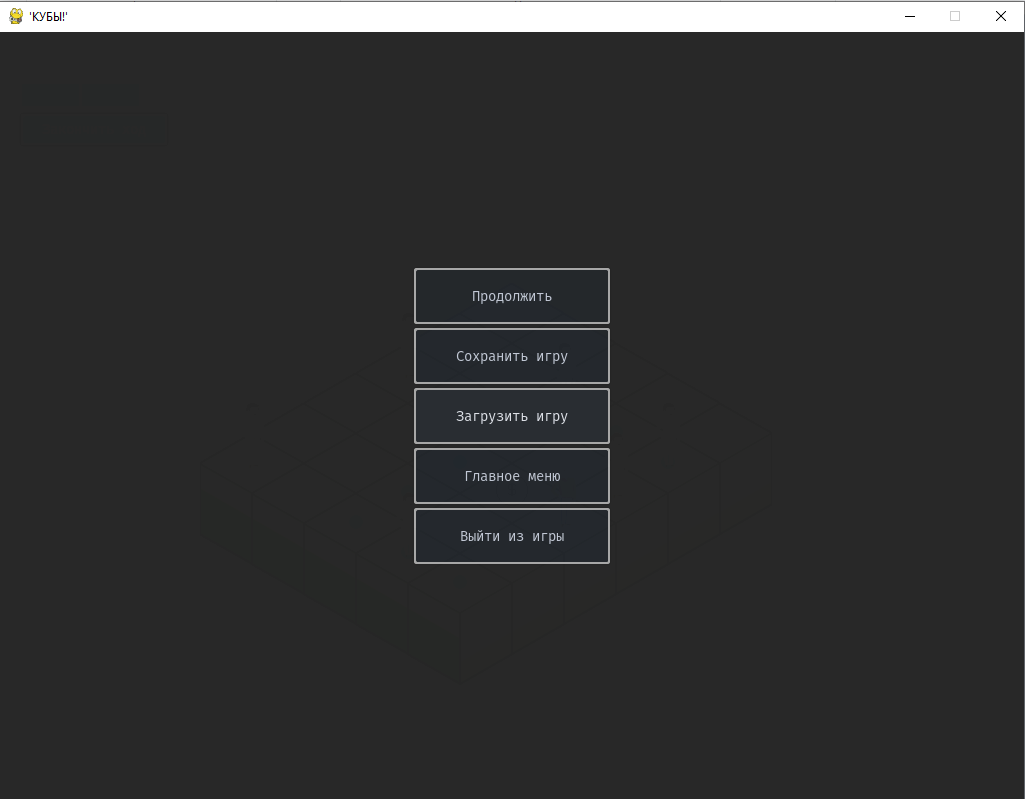 'КУБЫ!'
Продолжить
Сохранить игру
Загрузить игру
Главное меню
Выйти из игры